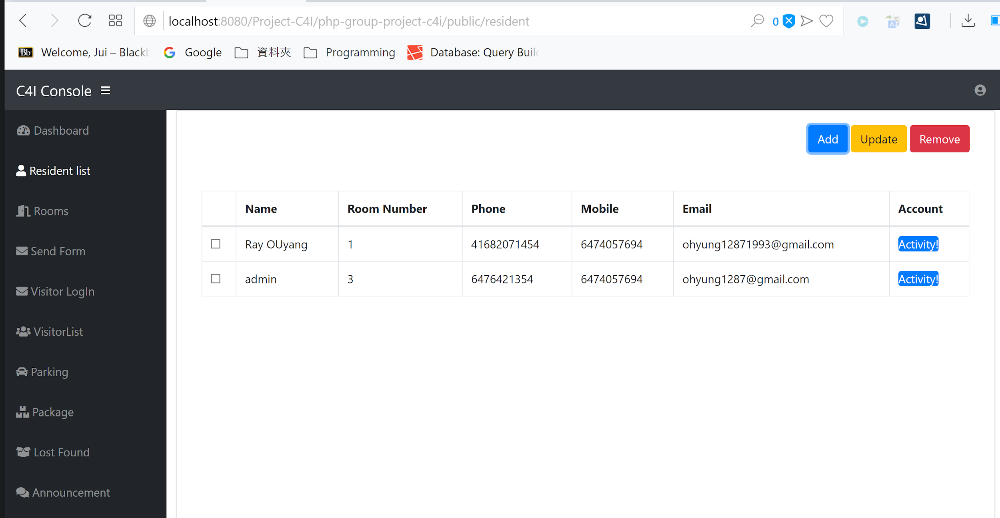 localhost:8080/Project-C4I/php-group-project-c4i/public/resident 0
Bb Welcome, Jui – Blackb Google 資料夾 Programming Database: Query Buil
C4I Console
Dashboard
Resident list
Rooms
Send Form
Visitor LogIn
VisitorList
Parking
Package
Lost Found
Announcement
Add Update Remove
Name Room Number Phone Mobile Email Account
Ray OUyang 1 41682071454 6474057694 ohyung12871993@gmail.com Activity!
admin 3 6476421354 6474057694 ohyung1287@gmail.com Activity!